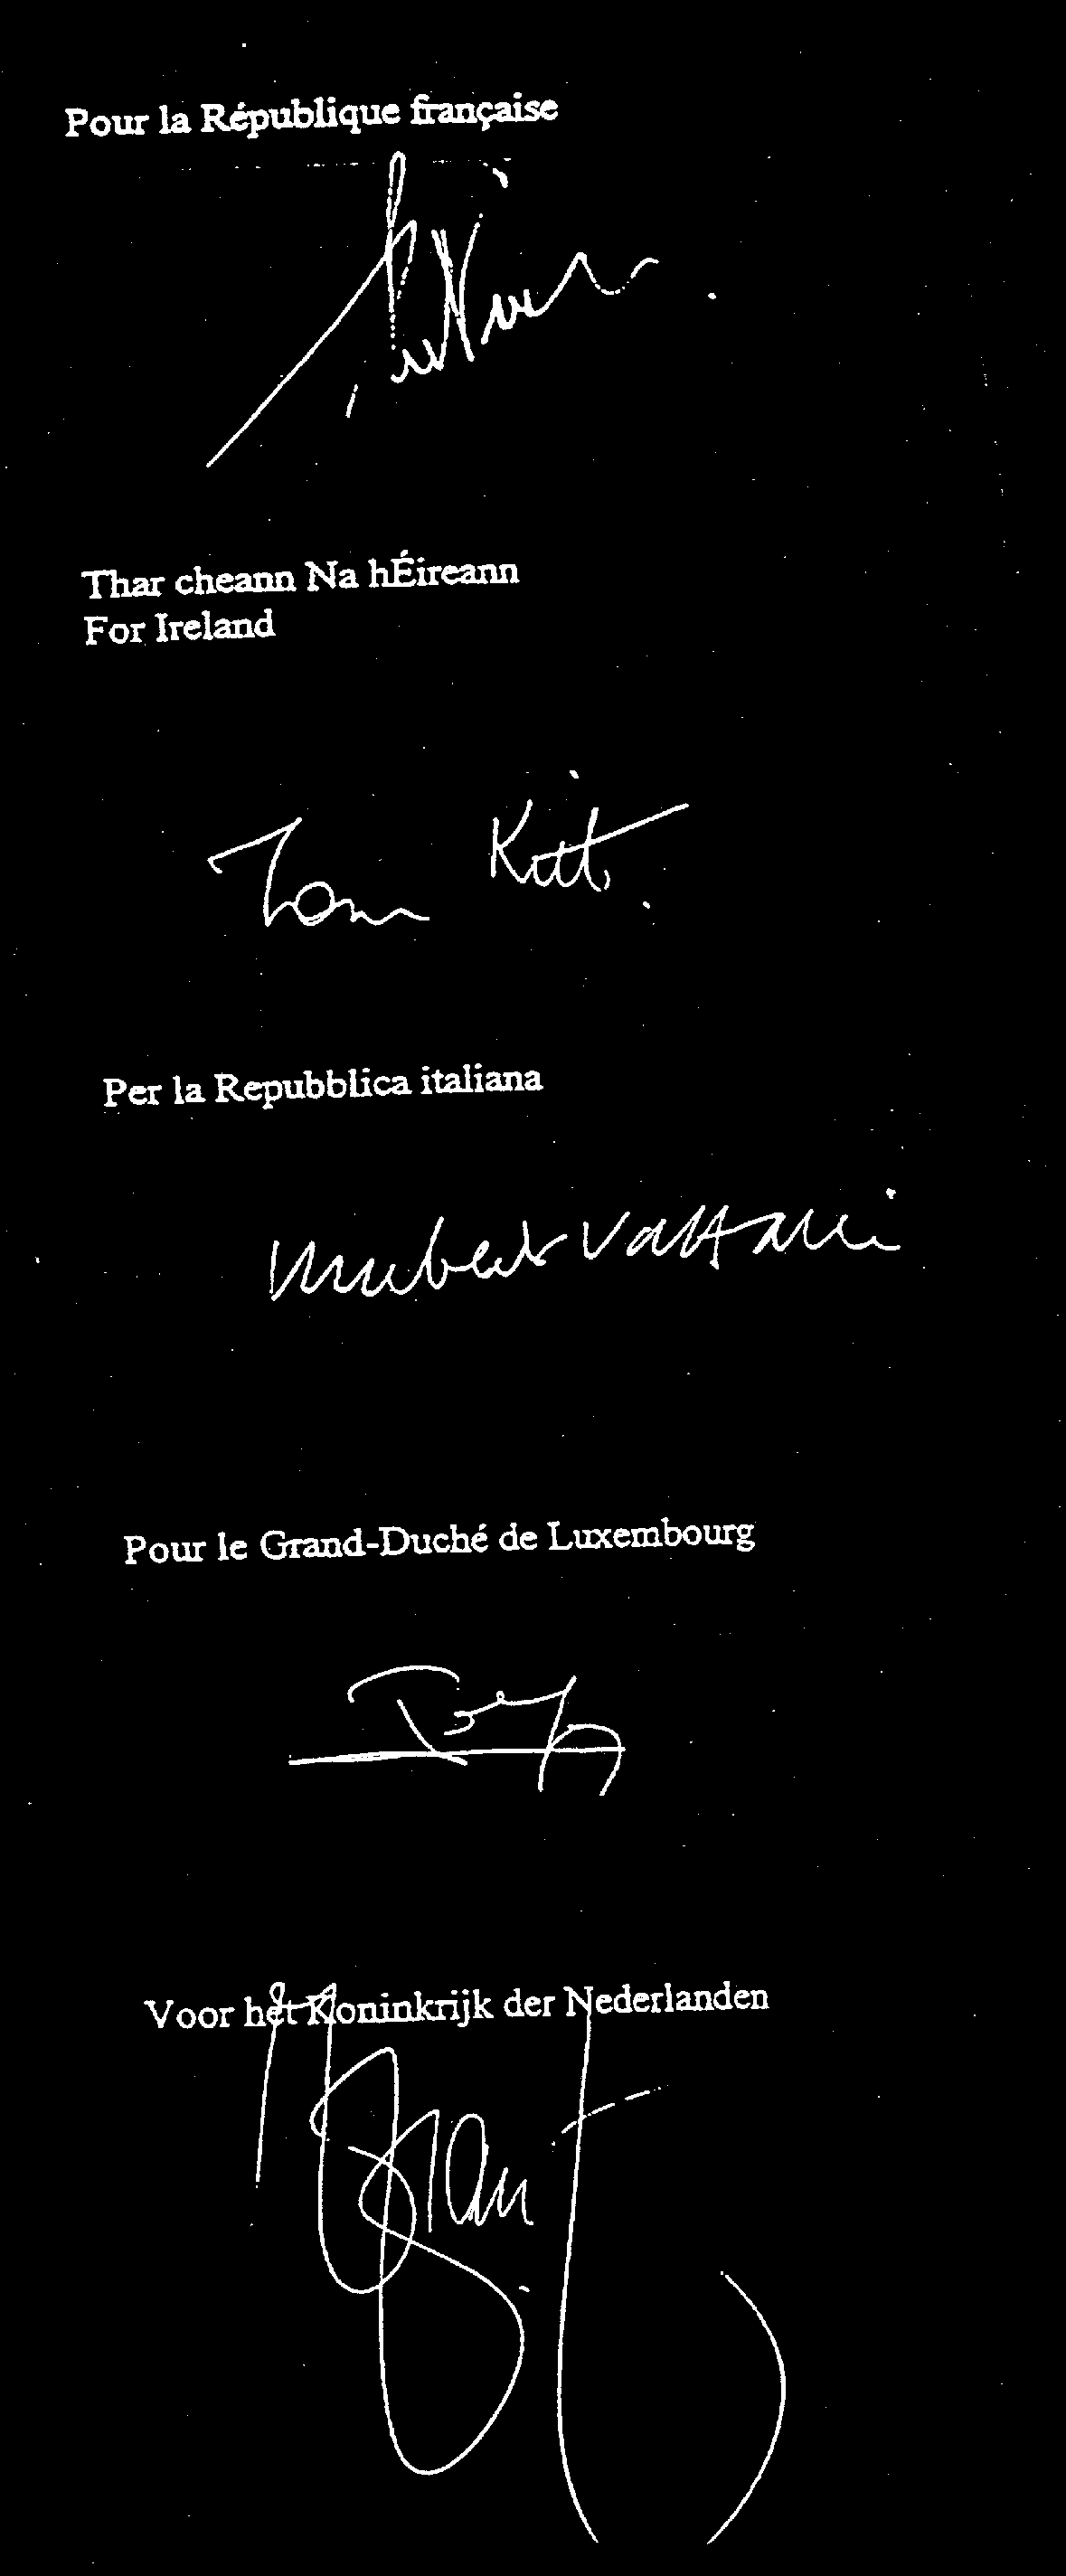 Pour la République française
Thar cheann Na hÉireann
For Ireland
Tom Kitt
Per la Repubblica italiana
Umberto Vattani
Pour le Grand-Duché de Luxembourg
Voor het Koninkrijk der Nederlanden